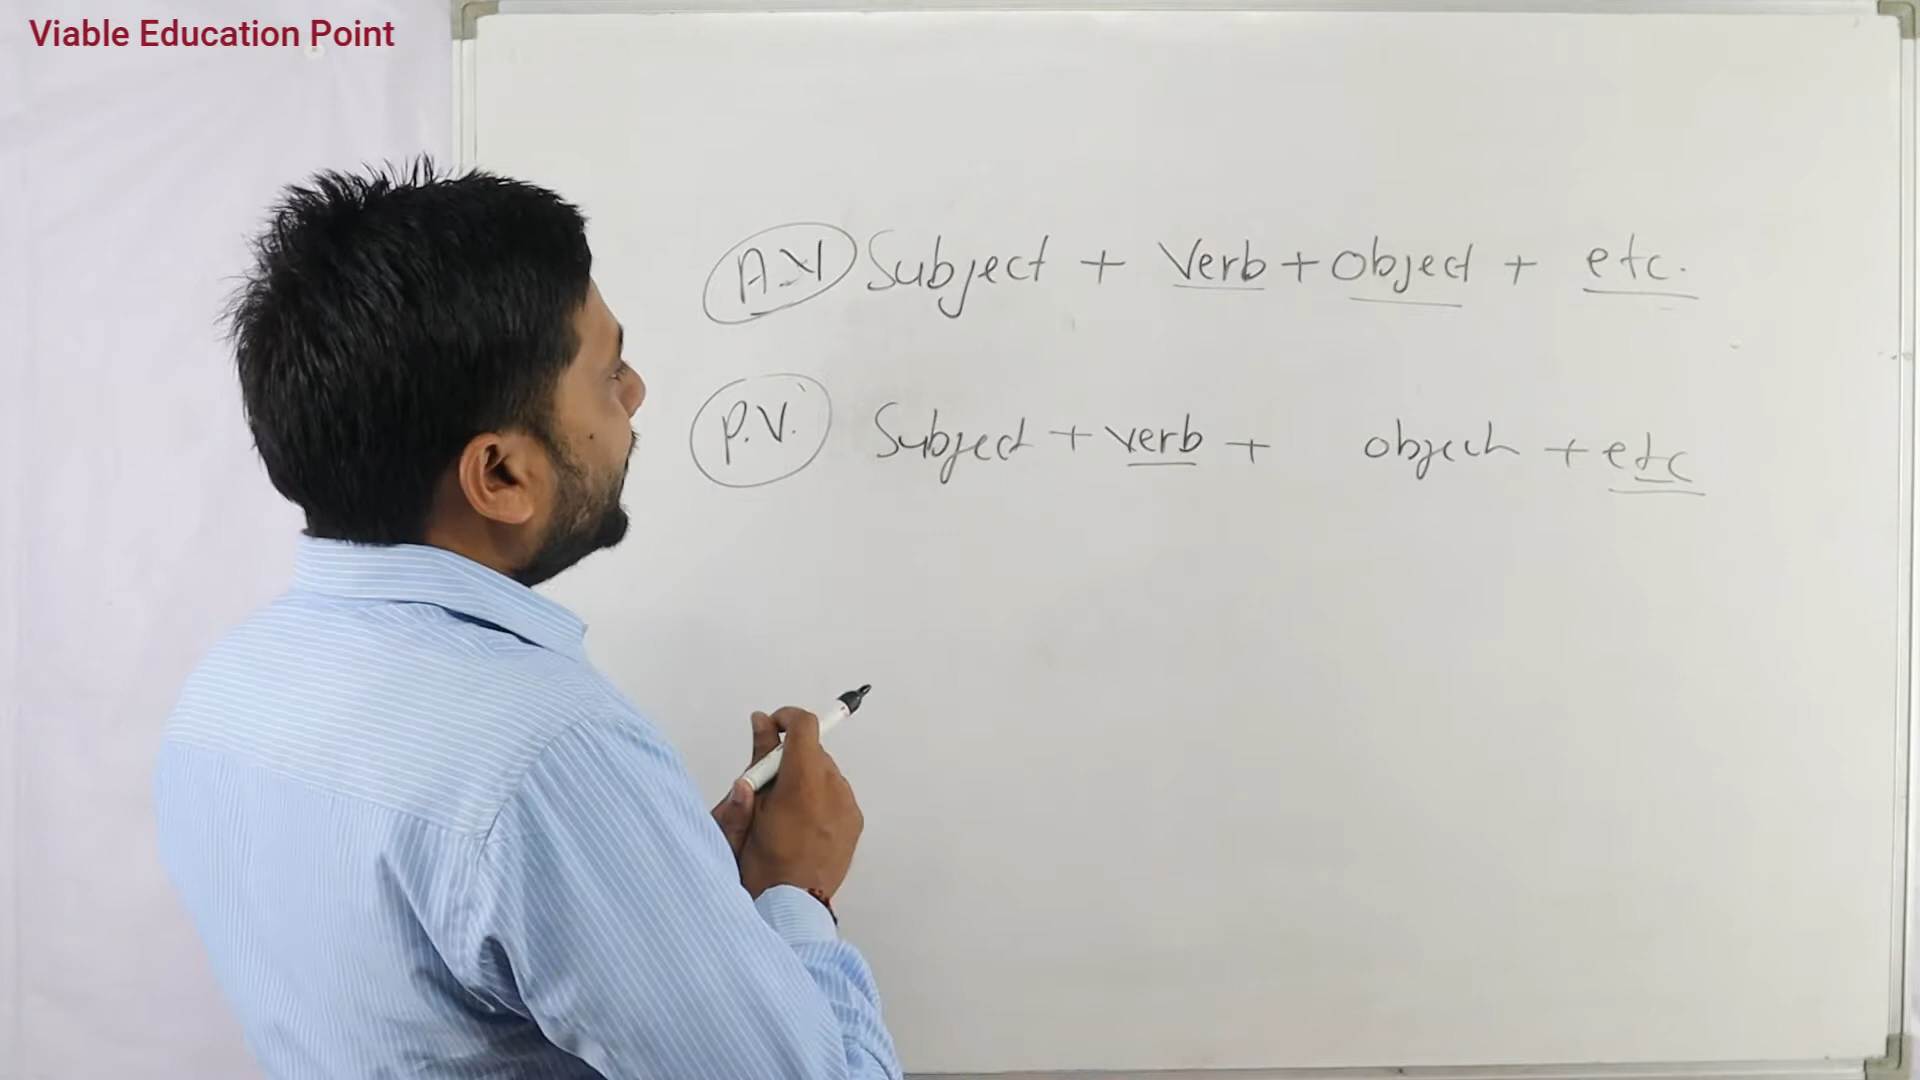 Viable Education Point
A.V Subject + Verb + Object + etc.
P.V. Subject + verb + object + etc